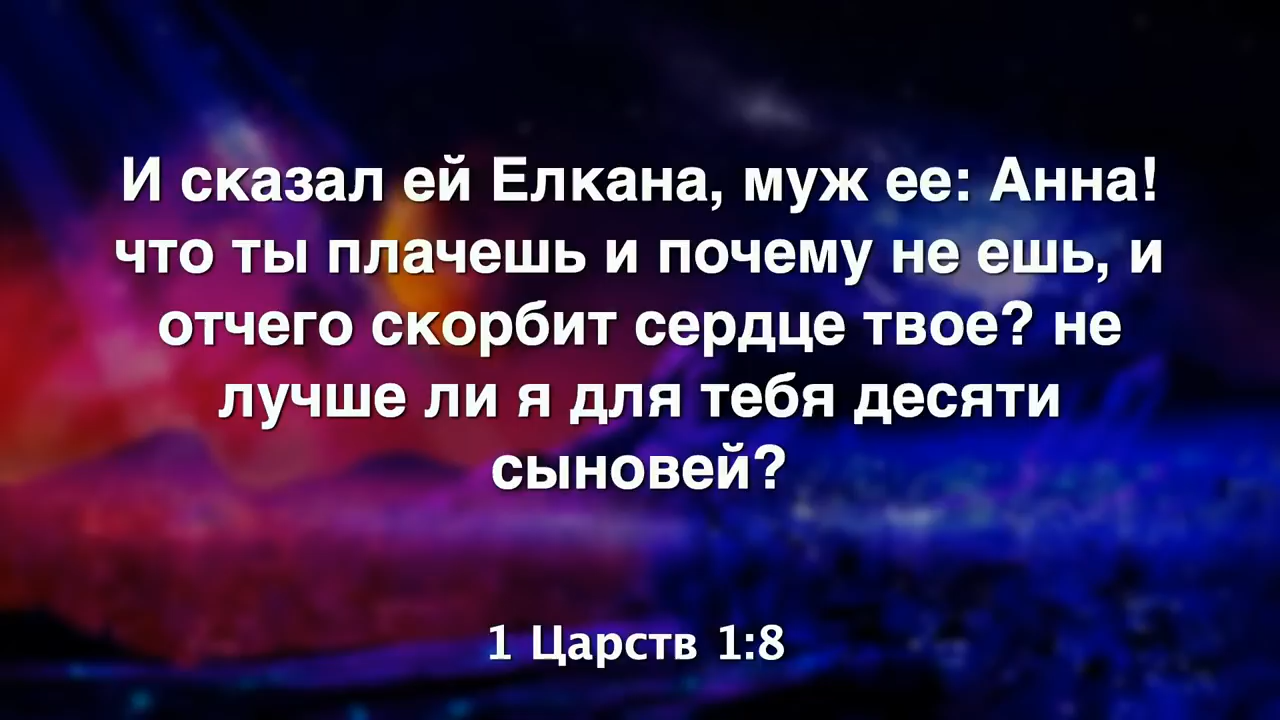 И сказал ей Елкана, муж ее: Анна!
что ты плачешь и почему не ешь, и
отчего скорбит сердце твое? не
лучше ли я для тебя десяти
сыновей?
1 Царств 1:8